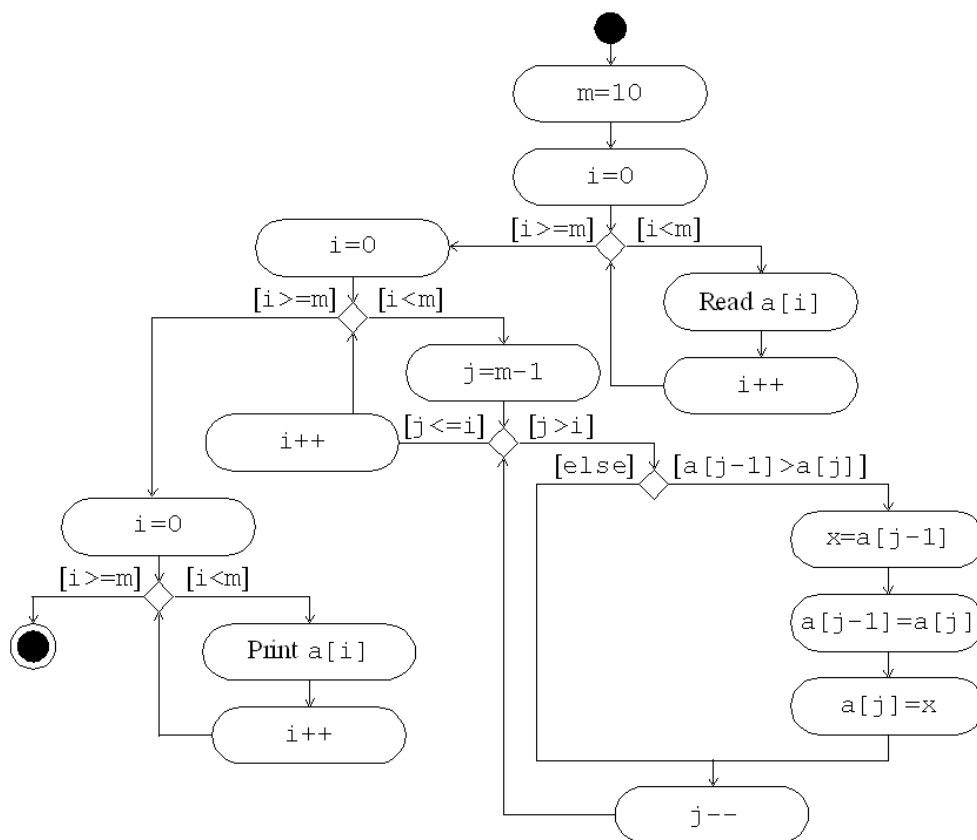 m=10
i=0
[i>=m] [i<m]
i=0
Read a[i]
i++
[i>=m] [i<m]
j=m-1
[j<=i] [j>i]
i++
[else] [a[j-1]>a[j]]
x=a[j-1]
a[j-1]=a[j]
a[j]=x
j--
i=0
[i>=m] [i<m]
Print a[i]
i++